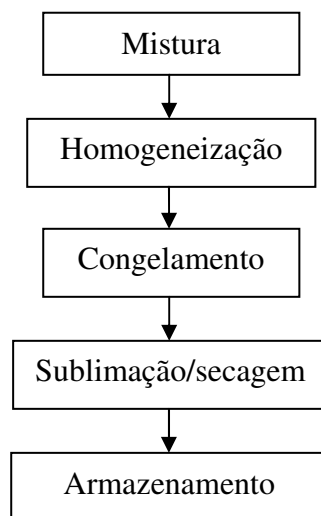 Mistura
Homogeneização
Congelamento
Sublimação/secagem
Armazenamento